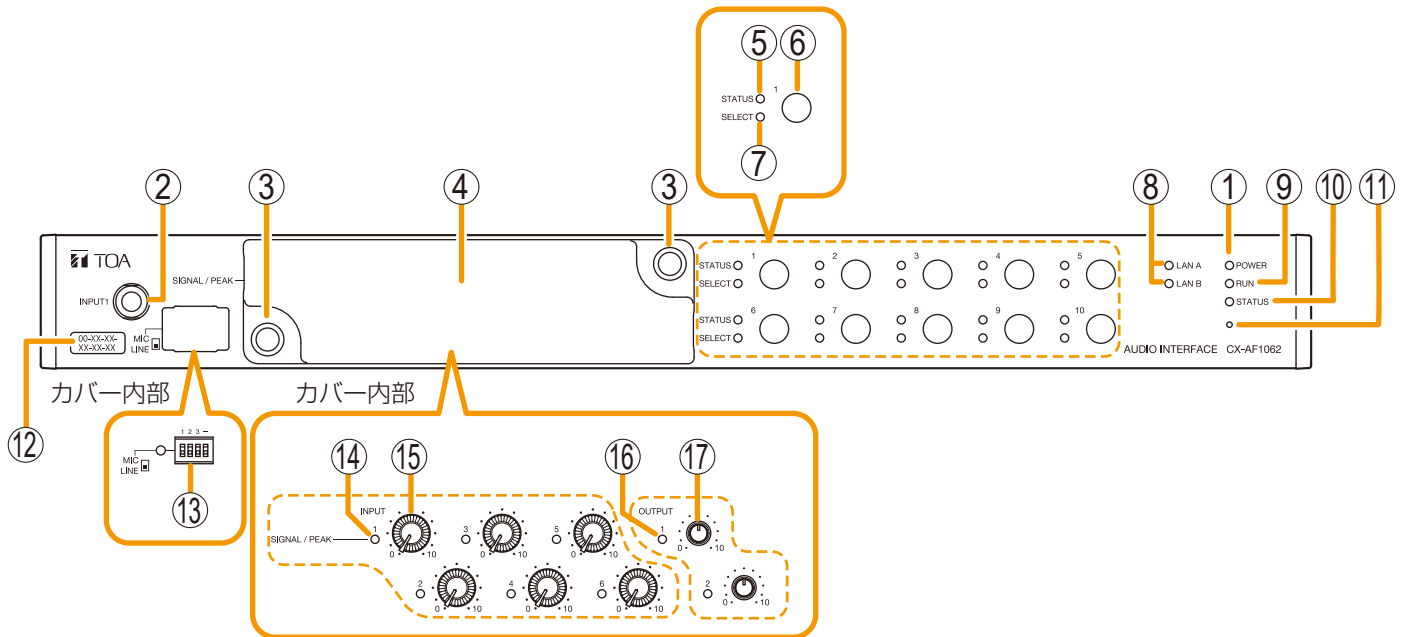 ⑤ ⑥
STATUS 1
SELECT
⑦
② ③ ④ ③ ⑧ ① ⑨ ⑩ ⑪
TOA
SIGNAL / PEAK
INPUT1
MIC
LINE
00-XX-XX-
XX-XX-XX
STATUS 1 2 3 4 5
SELECT
STATUS 6 7 8 9 10
SELECT
LAN A
LAN B
POWER
RUN
STATUS
AUDIO INTERFACE CX-AF1062
カバー内部
カバー内部
⑫
1 2 3 −
MIC
LINE
⑬
⑭ ⑮ ⑯ ⑰
INPUT
OUTPUT
SIGNAL / PEAK 1 0 10 3 0 10 5 0 10 1 0 10
2 0 10 4 0 10 6 0 10 2 0 10